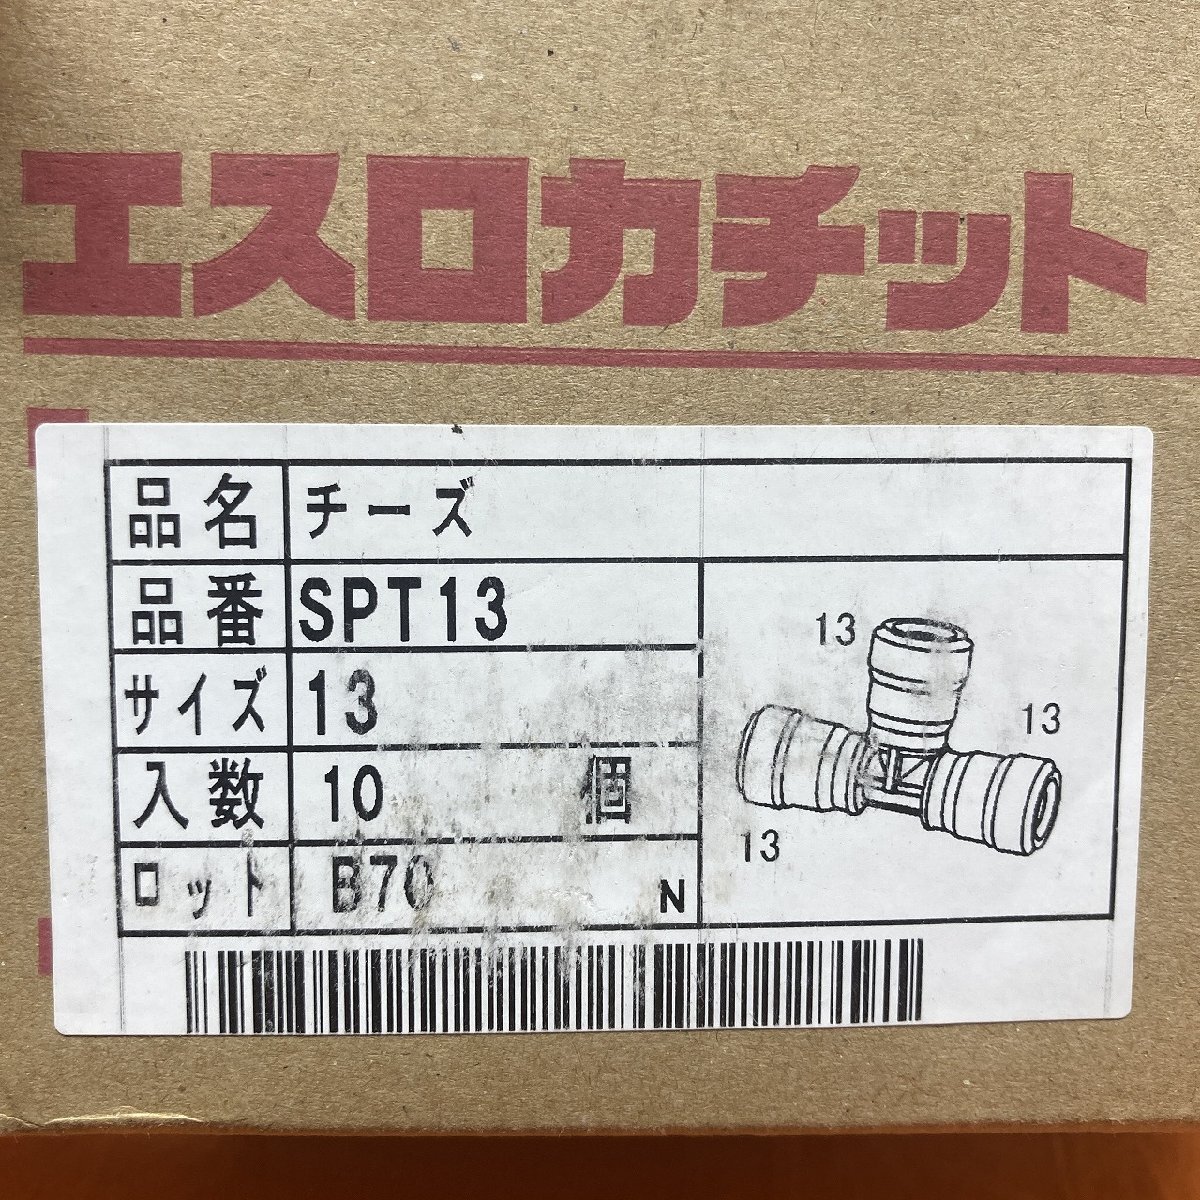 エスロカチット
品名 チーズ
品番 SPT13
サイズ 13
入数 10 個
ロット B70 N
13
13
13